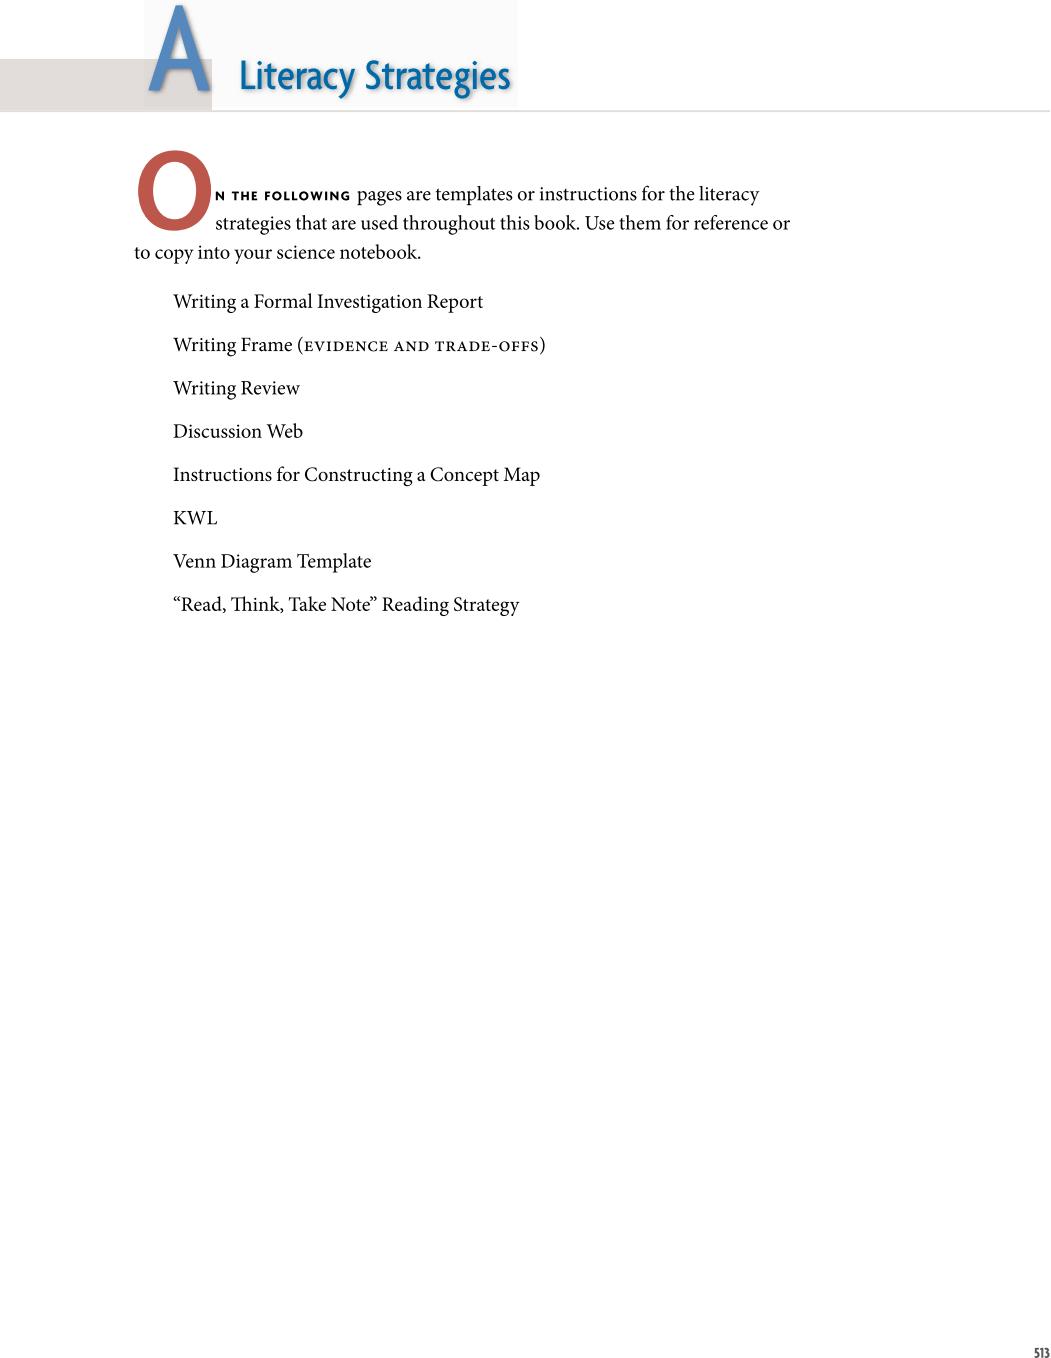 A Literacy Strategies
ON THE FOLLOWING pages are templates or instructions for the literacy
strategies that are used throughout this book. Use them for reference or
to copy into your science notebook.
Writing a Formal Investigation Report
Writing Frame (EVIDENCE AND TRADE-OFFS)
Writing Review
Discussion Web
Instructions for Constructing a Concept Map
KWL
Venn Diagram Template
“Read, Think, Take Note” Reading Strategy
513